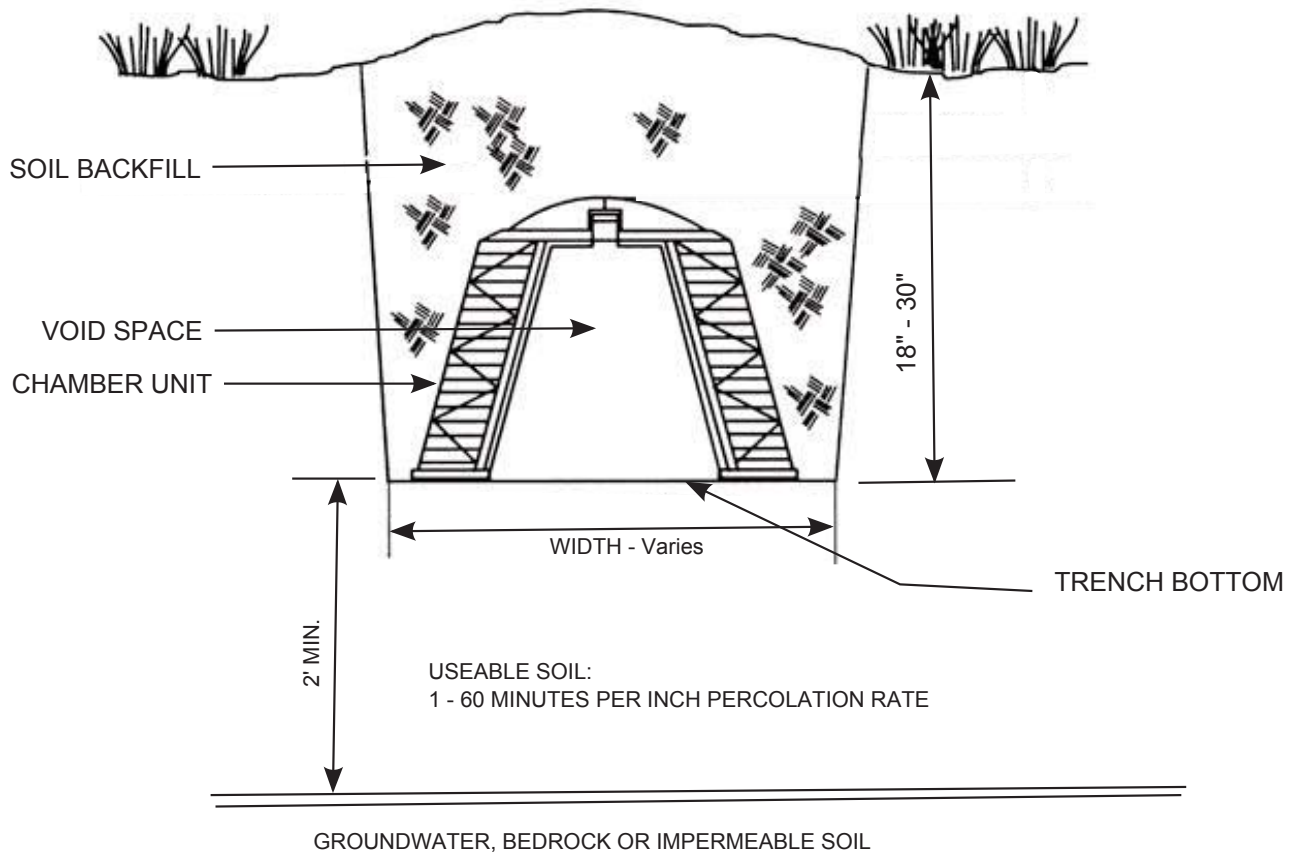 SOIL BACKFILL
VOID SPACE
CHAMBER UNIT
18" - 30"
WIDTH - Varies
TRENCH BOTTOM
2' MIN.
USEABLE SOIL:
1 - 60 MINUTES PER INCH PERCOLATION RATE
GROUNDWATER, BEDROCK OR IMPERMEABLE SOIL